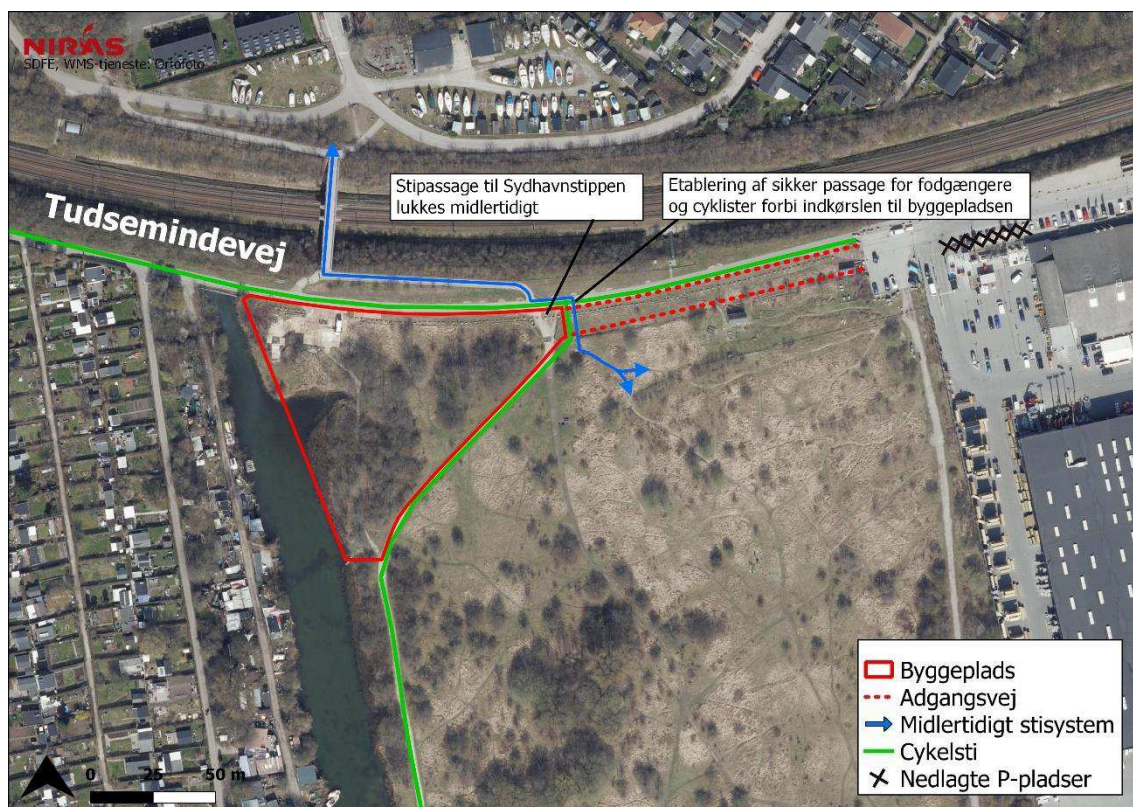 NIRAS
SDFE, WMS-tjeneste: Ortofoto
Stipassage til Sydhavnstippen
lukkes midlertidigt
Etablering af sikker passage for fodgængere
og cyklister forbi indkørslen til byggepladsen
Tudsemindevej
Byggeplads
Adgangsvej
Midlertidigt stisystem
Cykelsti
Nedlagte P-pladser
0 25 50 m